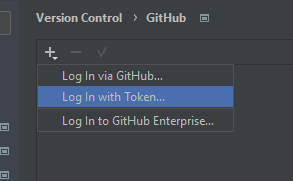 Version Control › GitHub
Log In via GitHub...
Log In with Token...
Log In to GitHub Enterprise...